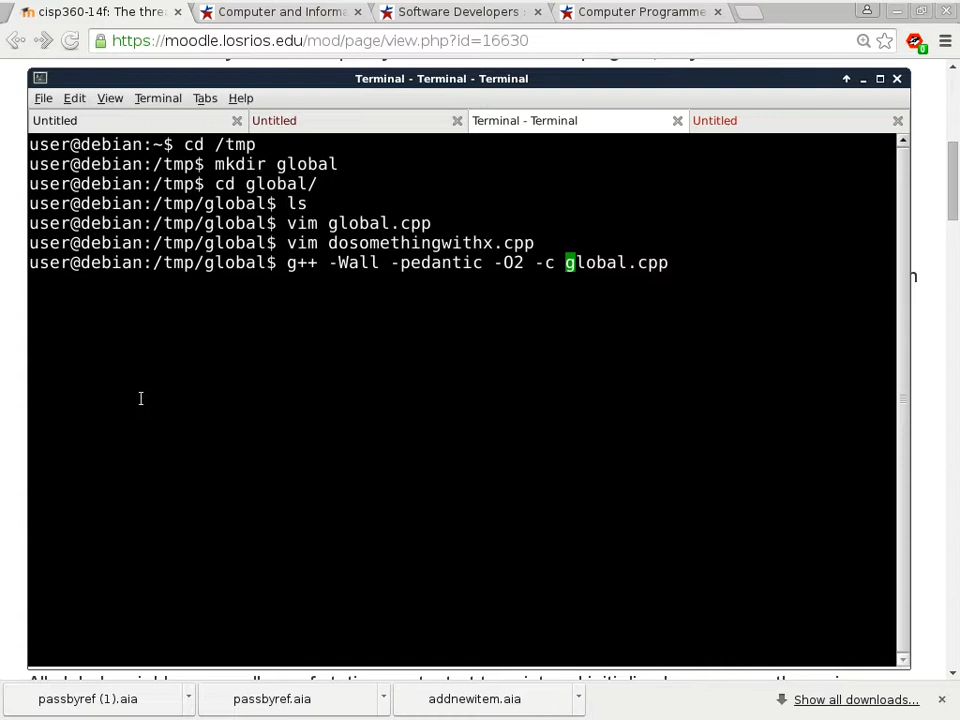 cisp360-14f: The threa
Computer and Informa
Software Developers :
Computer Programme
https://moodle.losrios.edu/mod/page/view.php?id=16630
Terminal - Terminal - Terminal
File Edit View Terminal Tabs Help
Untitled Untitled Terminal - Terminal Untitled
user@debian:~$ cd /tmp
user@debian:/tmp$ mkdir global
user@debian:/tmp$ cd global/
user@debian:/tmp/global$ ls
user@debian:/tmp/global$ vim global.cpp
user@debian:/tmp/global$ vim dosomethingwithx.cpp
user@debian:/tmp/global$ g++ -Wall -pedantic -O2 -c global.cpp
n
passbyref (1).aia passbyref.aia addnewitem.aia Show all downloads...